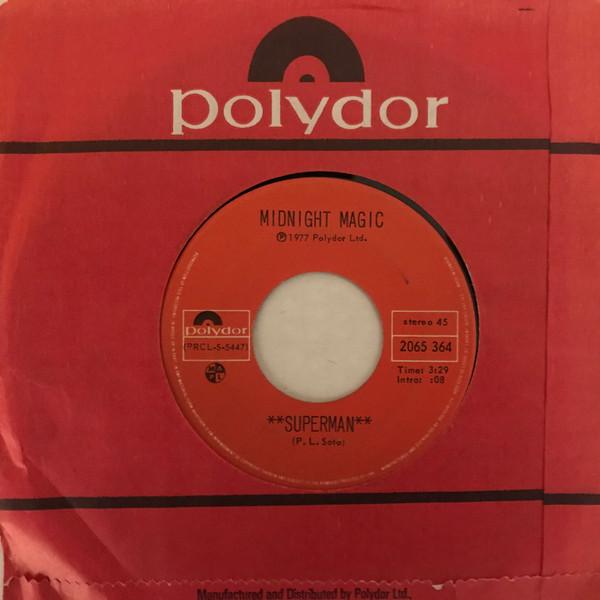 polydor
MIDNIGHT MAGIC
℗1977 Polydor Ltd.
polydor
(PRCL-S-5447)
stereo 45
2065 364
M A P L
Time: 3:29
Intro: :08
**SUPERMAN**
(P. L. Soto)
Manufactured and Distributed by Polydor Ltd.,